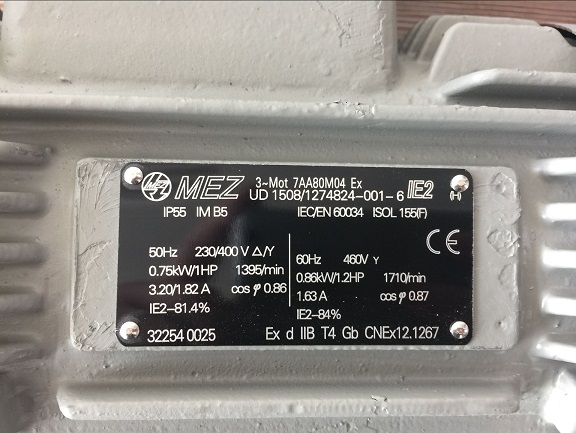 MEZ 3~Mot 7AA80M04 Ex
UD 1508/1274824-001-6 IE2 (H)
IP55 IM B5 IEC/EN 60034 ISOL 155(F)
CE
50Hz 230/400 V △/Y
0.75kW/1HP 1395/min
3.20/1.82 A cos φ 0.86
IE2-81.4%
60Hz 460V Y
0.86kW/1.2HP 1710/min
1.63 A cos φ 0.87
IE2-84%
32254 0025 Ex d IIB T4 Gb CNEx12.1267